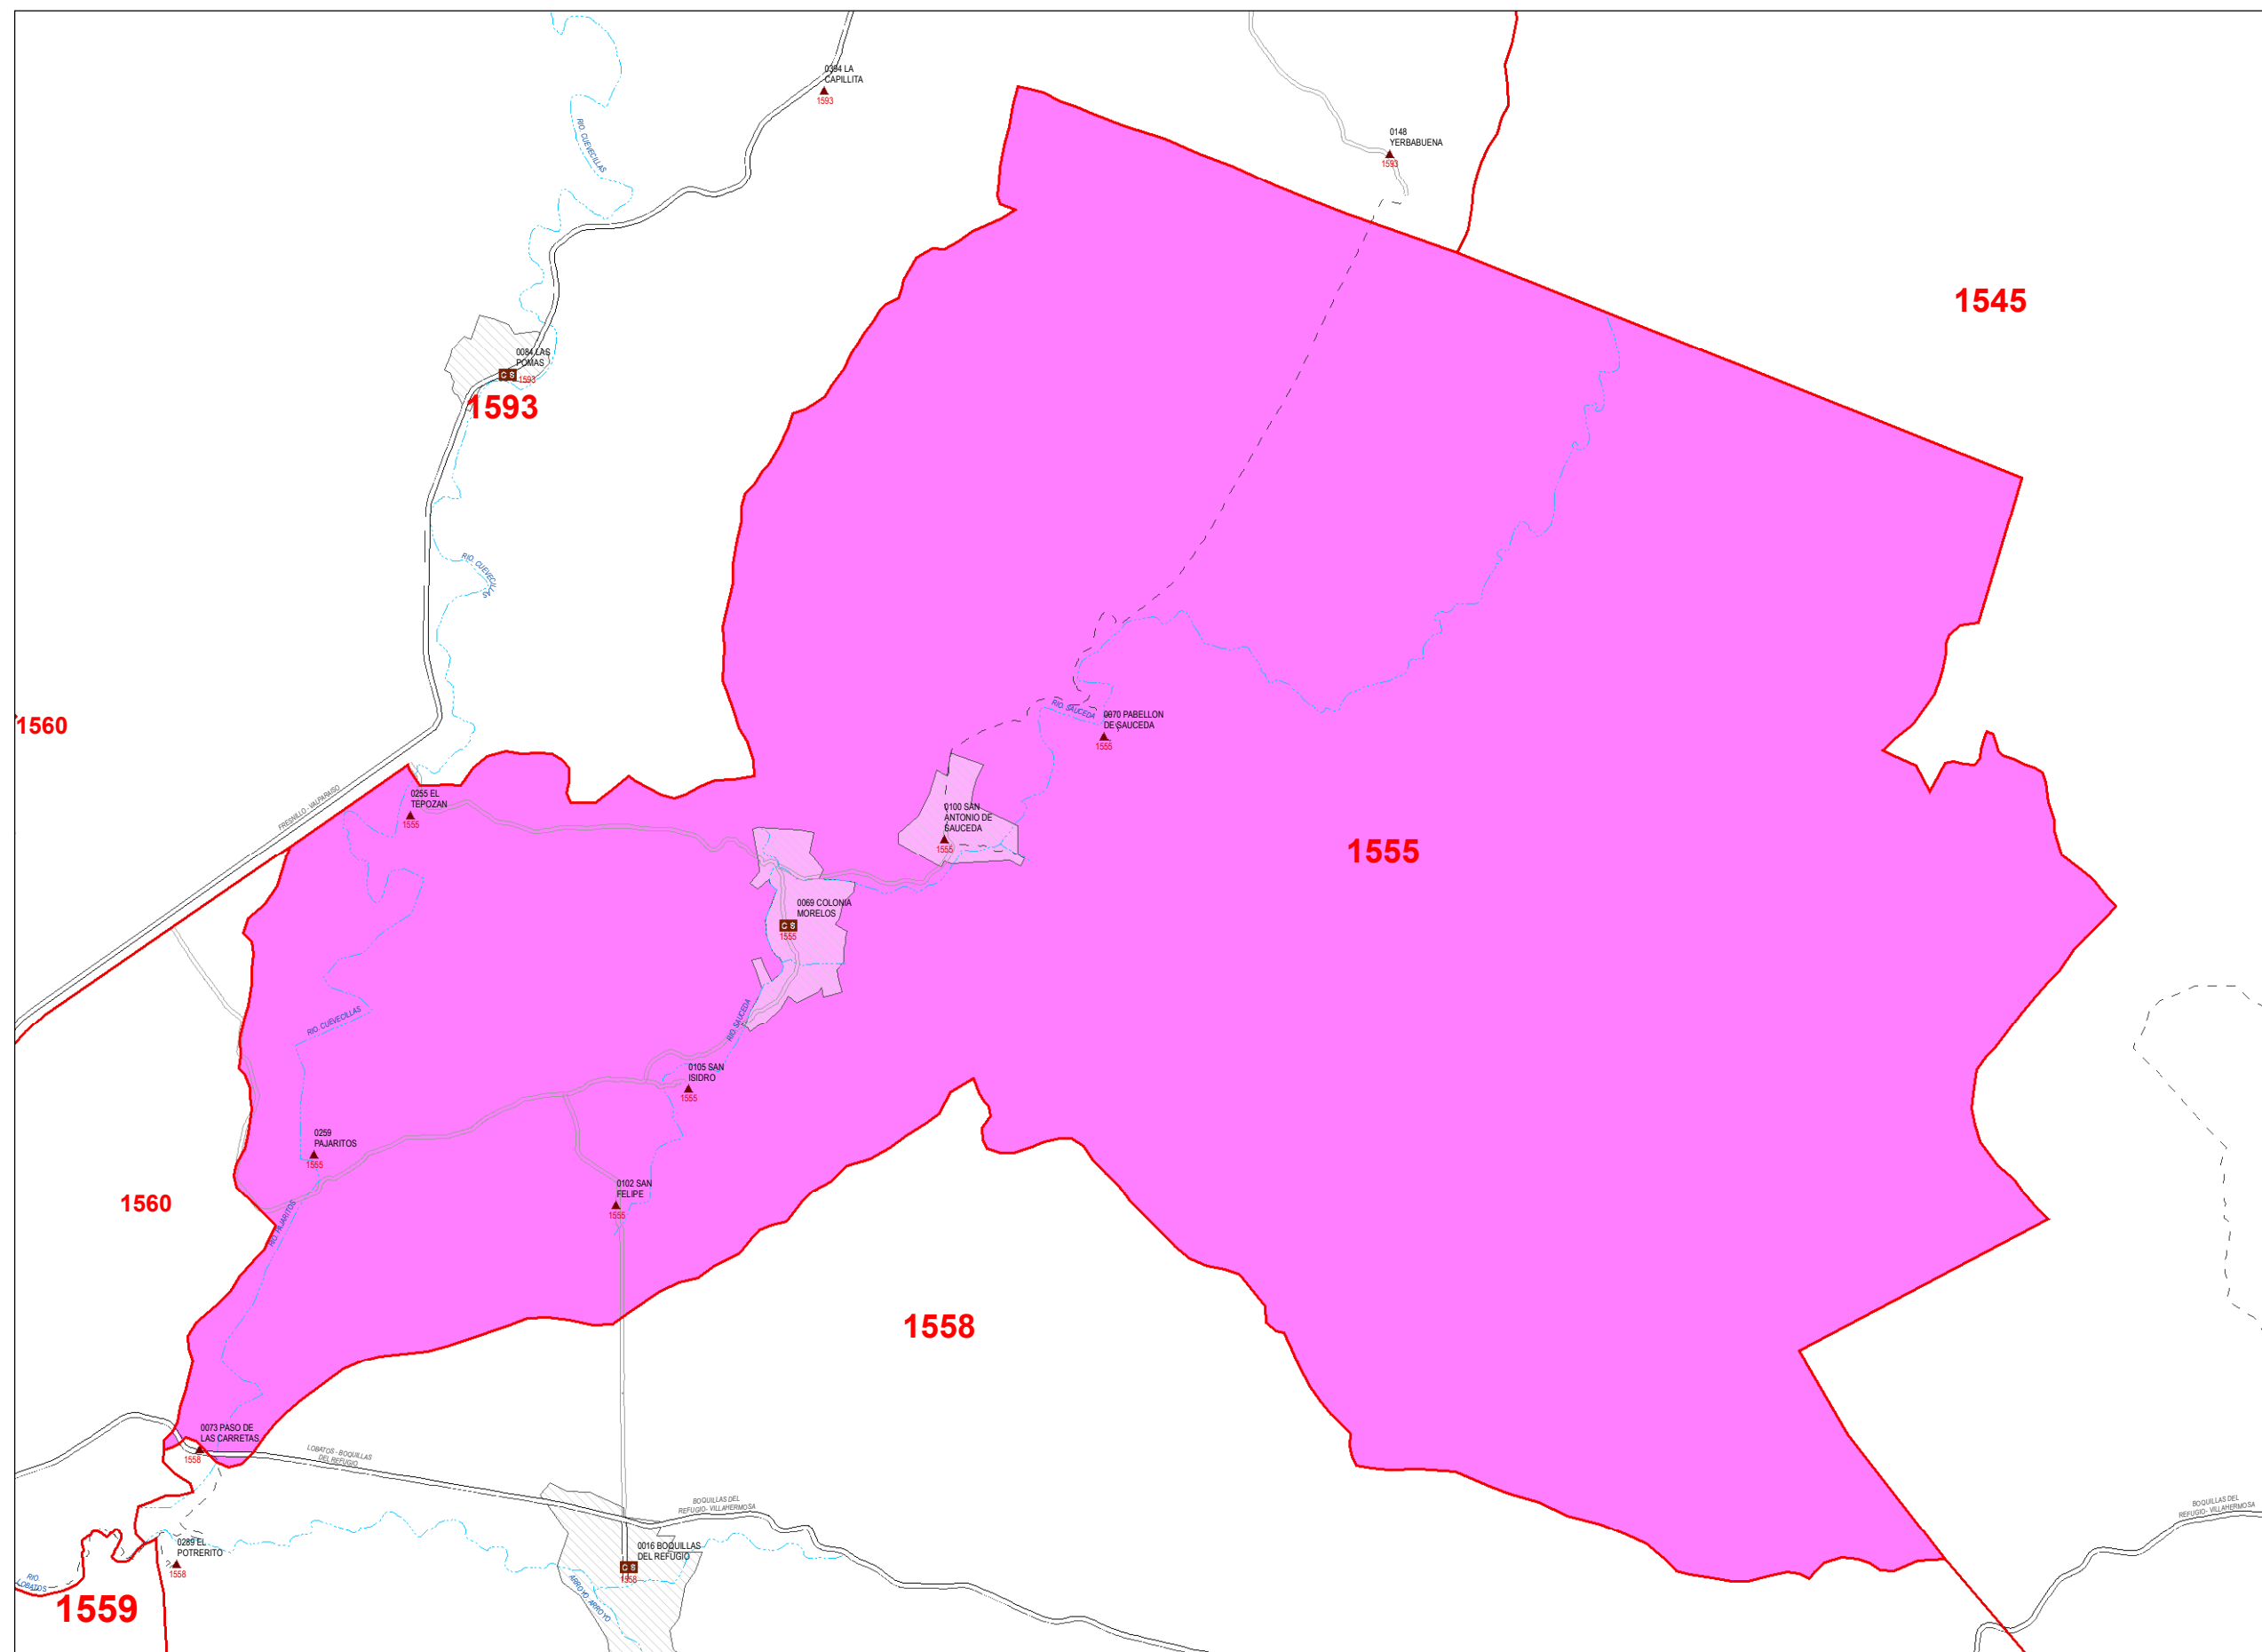 0394 LA
CAPILLITA
1593
RIO. CUEVECILLAS
0148
YERBABUENA
1593
1545
0084 LAS
POMAS
C S
1593
1593
RIO. CUEVECILLAS
1560
RIO. SAUCEDA
0070 PABELLON
DE SAUCEDA
1555
FRESNILLO - VALPARAISO
0255 EL
TEPOZAN
1555
0100 SAN
ANTONIO DE
SAUCEDA
1555
1555
0069 COLONIA
MORELOS
C S
1555
RIO. CUEVECILLAS
RIO. SAUCEDA
0105 SAN
ISIDRO
1555
0259
PAJARITOS
1555
1560
RIO. PAJARITOS
0102 SAN
FELIPE
1555
1558
0073 PASO DE
LAS CARRETAS
1558
LOBATOS - BOQUILLAS
DEL REFUGIO
BOQUILLAS DEL
REFUGIO- VILLAHERMOSA
BOQUILLAS DEL
REFUGIO- VILLAHERMOSA
0289 EL
POTRERITO
1558
0016 BOQUILLAS
DEL REFUGIO
C S
1558
RIO.
LOBATOS
ARROYO. ARROYO
1559